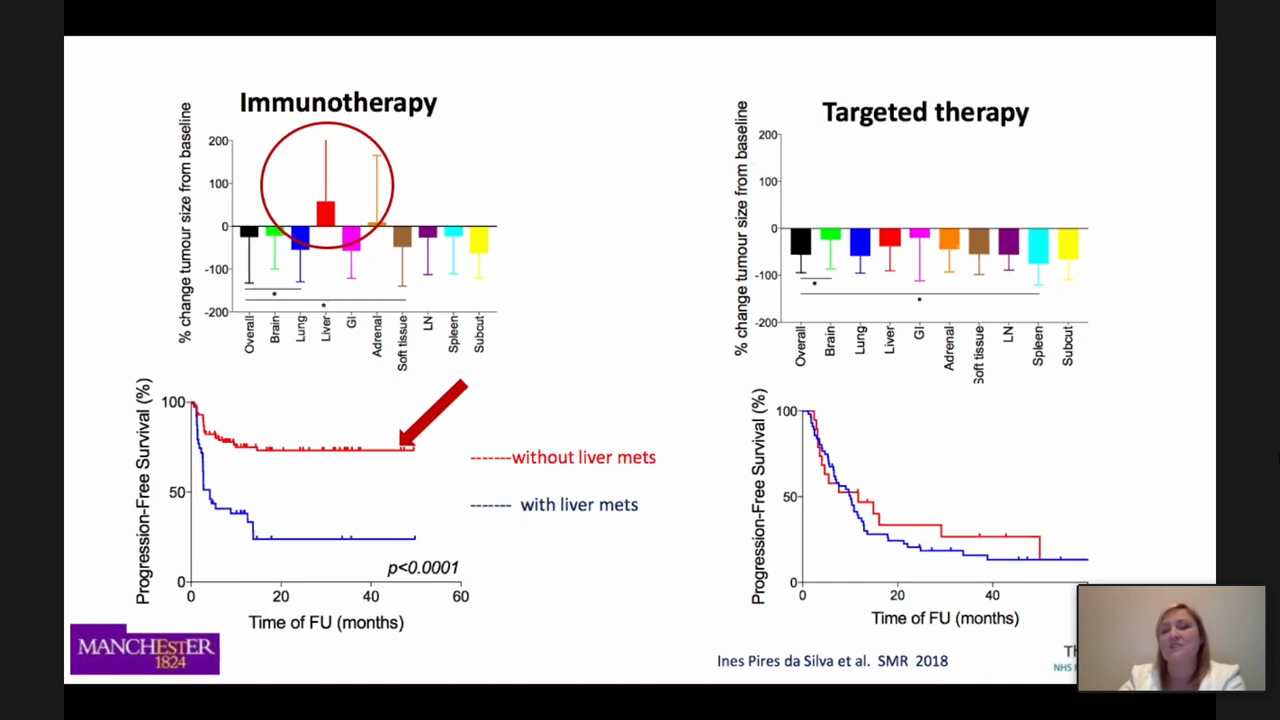 Immunotherapy
% change tumour size from baseline
200
100
0
-100
-200
*
*
Overall
Brain
Lung
Liver
GI
Adrenal
Soft tissue
LN
Spleen
Subcut
Targeted therapy
% change tumour size from baseline
200
100
0
-100
-200
*
*
Overall
Brain
Lung
Liver
GI
Adrenal
Soft tissue
LN
Spleen
Subcut
Progression-Free Survival (%)
100
50
0
0 20 40 60
p<0.0001
Time of FU (months)
-------without liver mets
------- with liver mets
Progression-Free Survival (%)
100
50
0
0 20 40
Time of FU (months)
MANCHESTER
1824
Ines Pires da Silva et al. SMR 2018
Th
NHS